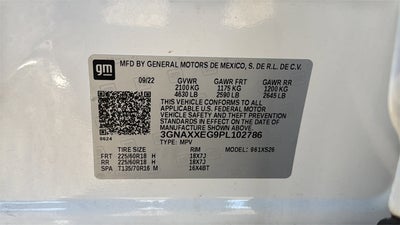 gm
MFD BY GENERAL MOTORS DE MEXICO, S. DE R.L. DE C.V.
09/22 GVWR GAWR FRT GAWR RR
2100 KG 1175 KG 1200 KG
4630 LB 2590 LB 2645 LB
THIS VEHICLE CONFORMS TO ALL
APPLICABLE U.S. FEDERAL MOTOR
VEHICLE SAFETY, BUMPER, AND THEFT
PREVENTION STANDARDS IN EFFECT ON
THE DATE OF MANUFACTURE SHOWN ABOVE.
3GNAXXEG9PL102786
8624 TYPE: MPV
TIRE SIZE RIM MODEL: 961XS26
FRT 225/60R18 H 18X7J
RR 225/60R18 H 18X7J
SPA T135/70R16 M 16X4BT